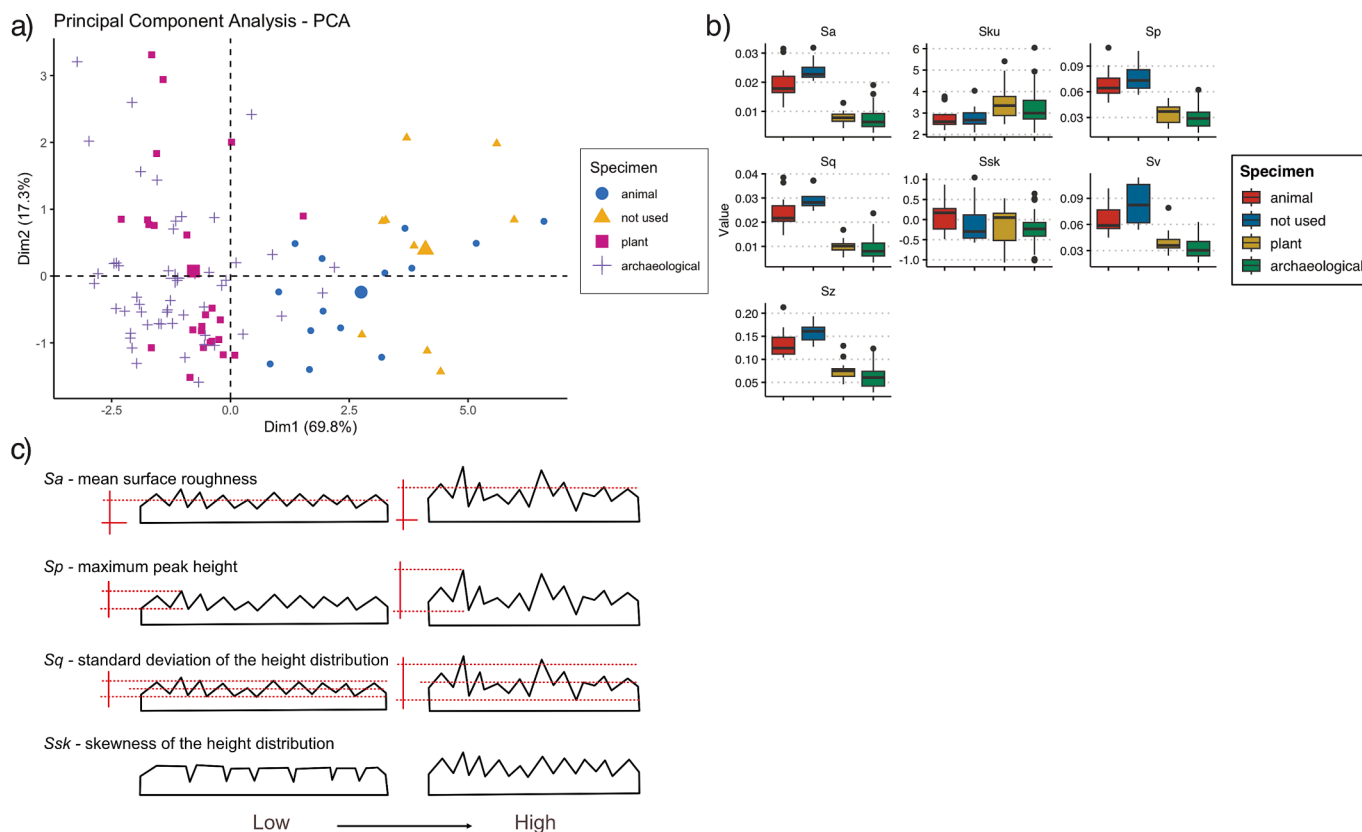 a)
Principal Component Analysis - PCA
Dim2 (17.3%)
3
2
1
0
-1
-2.5
0.0
2.5
5.0
Dim1 (69.8%)
Specimen
animal
not used
plant
archaeological
b)
Value
Sa
0.03
0.02
0.01
Sku
6
5
4
3
2
Sp
0.09
0.06
0.03
Sq
0.04
0.03
0.02
0.01
Ssk
1.0
0.5
0.0
-0.5
-1.0
Sv
0.09
0.06
0.03
Sz
0.20
0.15
0.10
0.05
Specimen
animal
not used
plant
archaeological
c)
Sa - mean surface roughness
Sp - maximum peak height
Sq - standard deviation of the height distribution
Ssk - skewness of the height distribution
Low
High